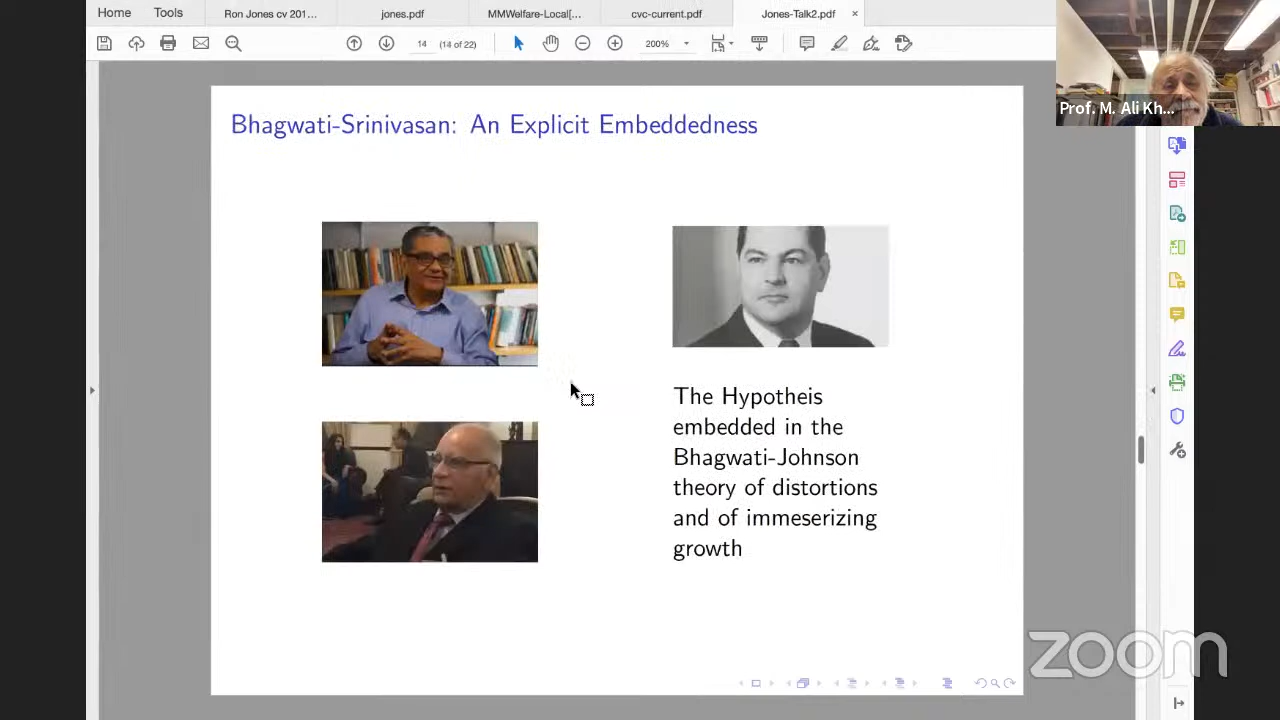 Home Tools Ron Jones cv 201... jones.pdf MMWelfare-Local[... cvc-current.pdf Jones-Talk2.pdf ×
14 (14 of 22) 200%
Prof. M. Ali Kh...
Bhagwati-Srinivasan: An Explicit Embeddedness
The Hypotheis
embedded in the
Bhagwati-Johnson
theory of distortions
and of immeserizing
growth
zoom